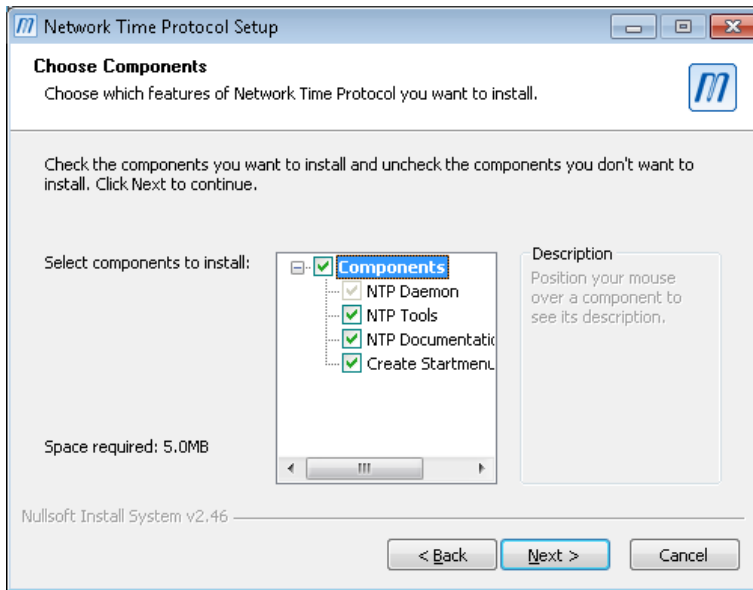 Network Time Protocol Setup
Choose Components
Choose which features of Network Time Protocol you want to install.
Check the components you want to install and uncheck the components you don't want to
install. Click Next to continue.
Select components to install:
Components
NTP Daemon
NTP Tools
NTP Documentatio
Create Startmenu
Description
Position your mouse
over a component to
see its description.
Space required: 5.0MB
Nullsoft Install System v2.46
< Back
Next >
Cancel